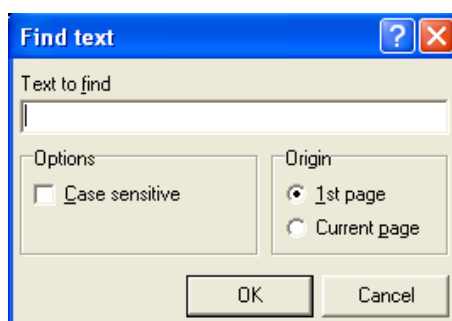 Find text
Text to find
Options
Case sensitive
Origin
1st page
Current page
OK
Cancel